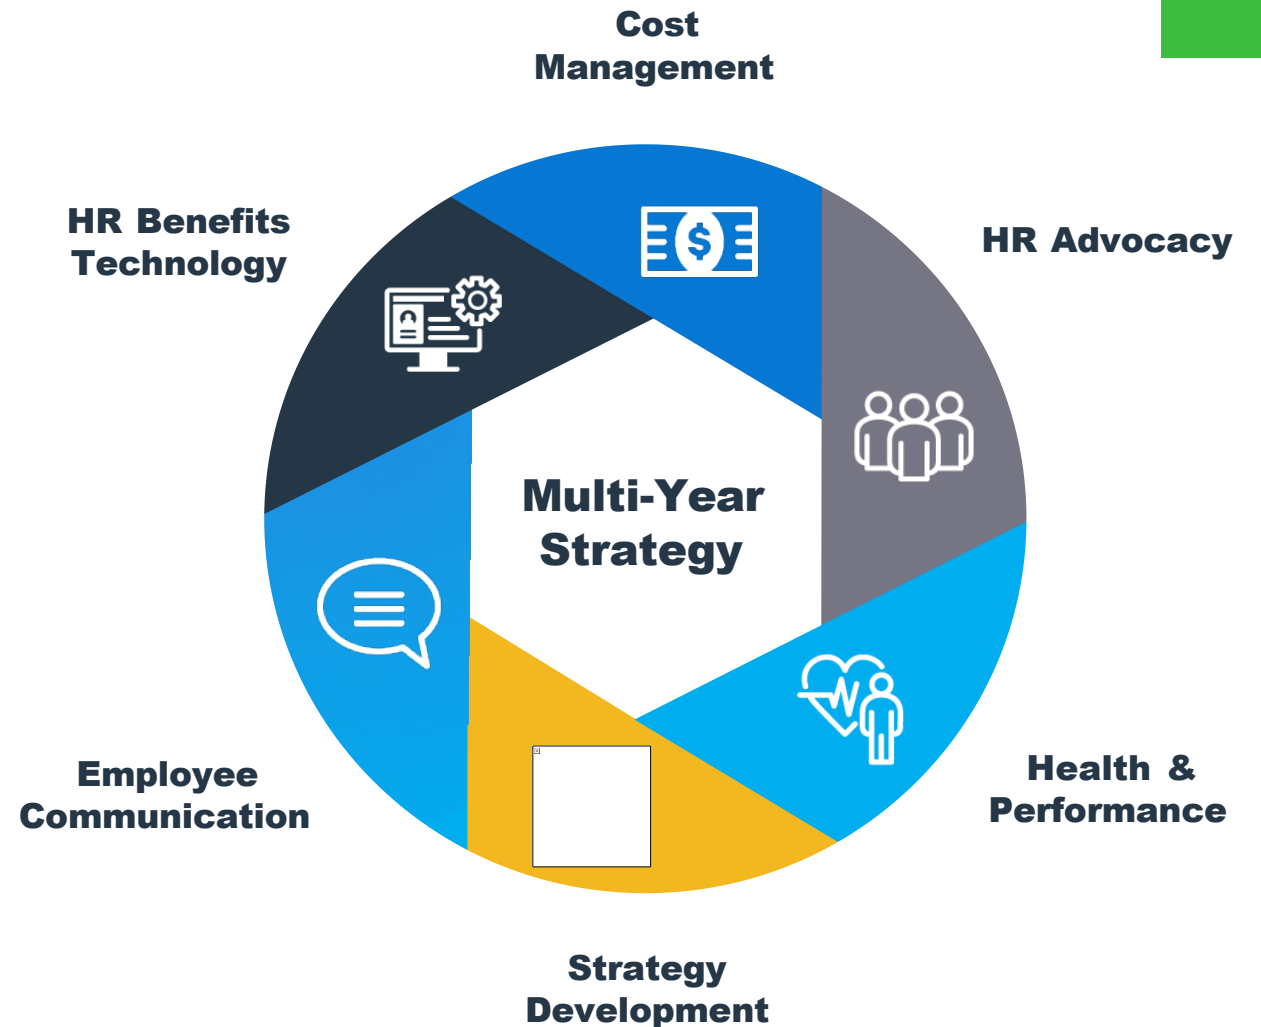 Cost
Management
HR Benefits
Technology
HR Advocacy
$
Multi-Year
Strategy
Employee
Communication
Health &
Performance
Strategy
Development